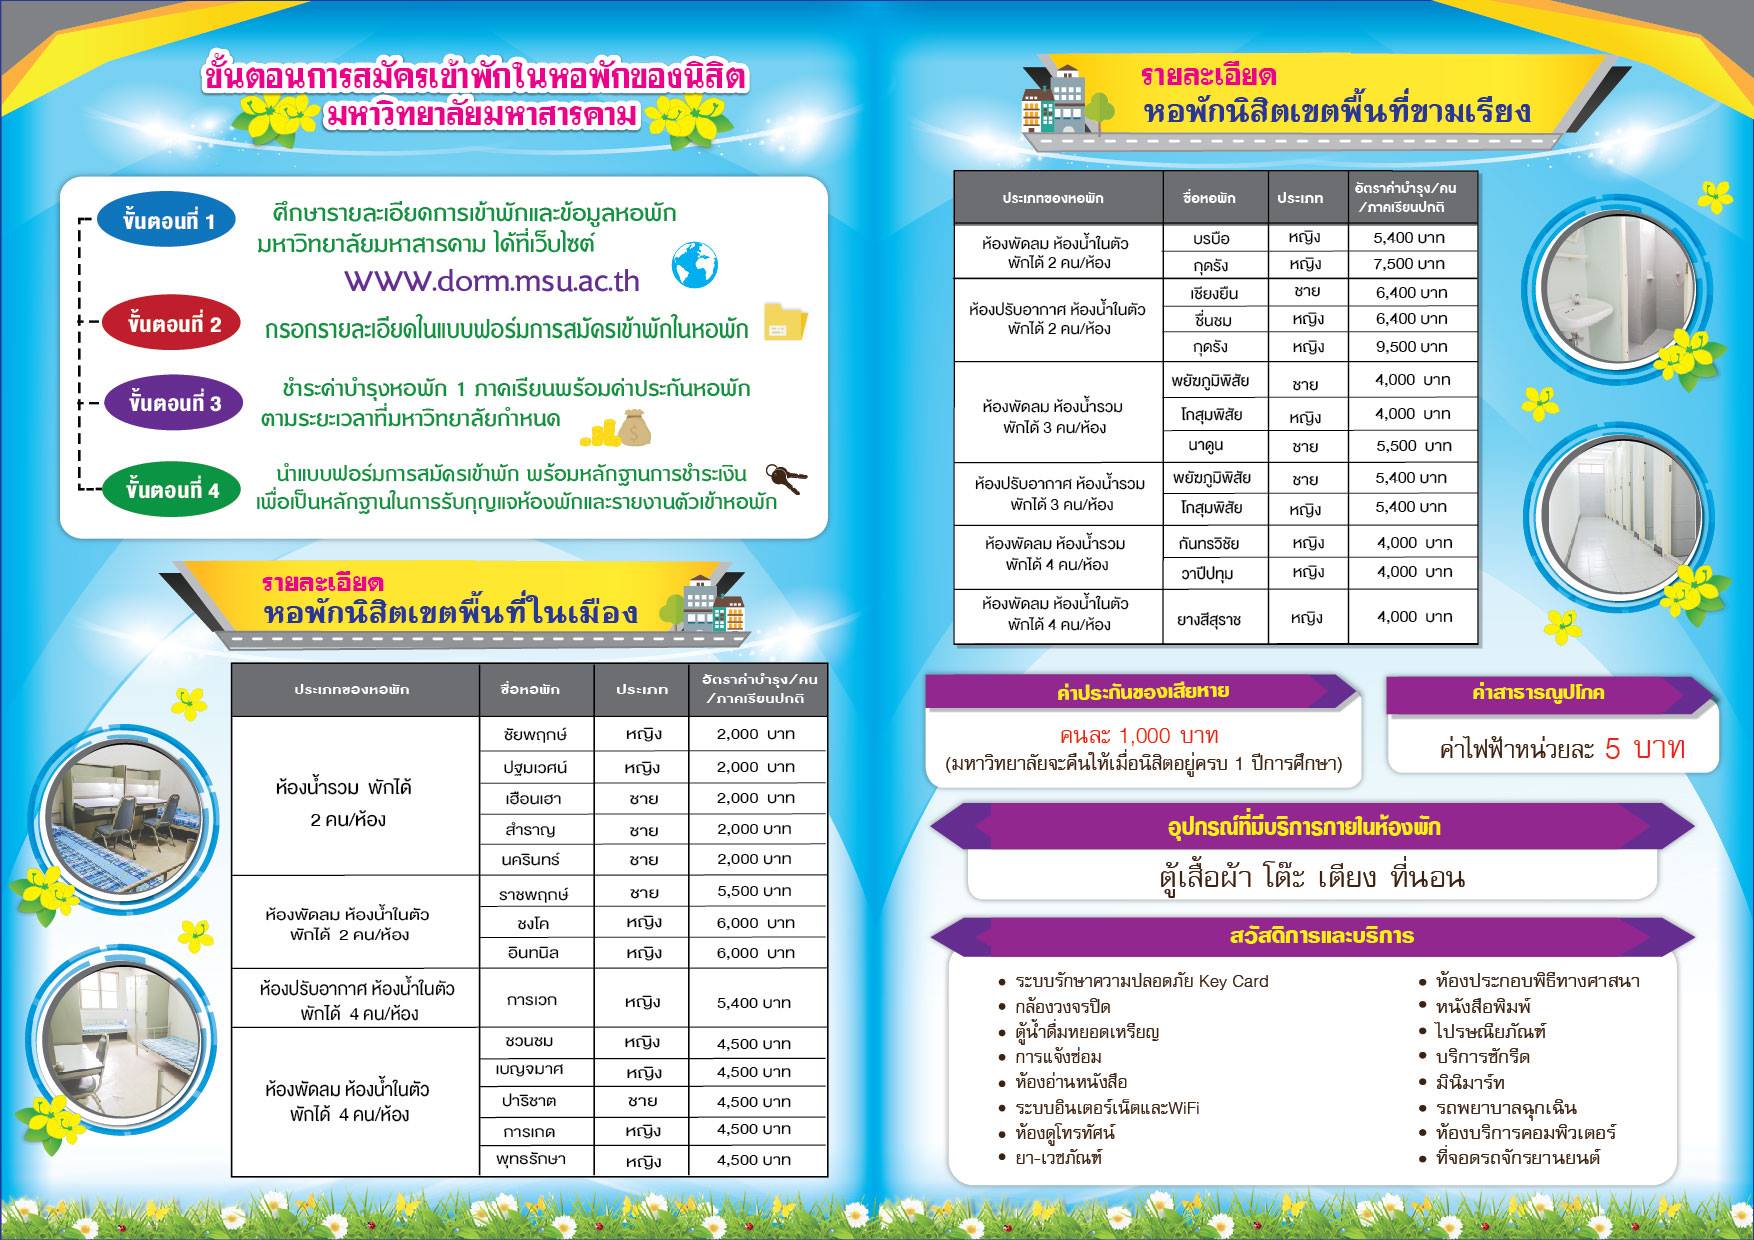 ขั้นตอนการสมัครเข้าพักในหอพักของนิสิต
มหาวิทยาลัยมหาสารคาม
ขั้นตอนที่ 1
ศึกษารายละเอียดการเข้าพักและข้อมูลหอพัก
มหาวิทยาลัยมหาสารคาม ได้ที่เว็บไซต์
WWW.dorm.msu.ac.th
ขั้นตอนที่ 2
กรอกรายละเอียดในแบบฟอร์มการสมัครเข้าพักในหอพัก
ขั้นตอนที่ 3
ชำระค่าบำรุงหอพัก 1 ภาคเรียนพร้อมค่าประกันหอพัก
ตามระยะเวลาที่มหาวิทยาลัยกำหนด
ขั้นตอนที่ 4
นำแบบฟอร์มการสมัครเข้าพัก พร้อมหลักฐานการชำระเงิน
เพื่อเป็นหลักฐานในการรับกุญแจห้องพักและรายงานตัวเข้าหอพัก
รายละเอียด
หอพักนิสิตเขตพื้นที่ในเมือง
ประเภทของหอพัก ชื่อหอพัก ประเภท อัตราค่าบำรุง/คน
/ภาคเรียนปกติ
ห้องน้ำรวม พักได้
2 คน/ห้อง
ชัยพฤกษ์ หญิง 2,000 บาท
ปฐมเวศน์ หญิง 2,000 บาท
เฮือนเฮา ชาย 2,000 บาท
สำราญ ชาย 2,000 บาท
นครินทร์ ชาย 2,000 บาท
ห้องพัดลม ห้องน้ำในตัว
พักได้ 2 คน/ห้อง
ราชพฤกษ์ ชาย 5,500 บาท
ชงโค หญิง 6,000 บาท
อินทนิล หญิง 6,000 บาท
ห้องปรับอากาศ ห้องน้ำในตัว
พักได้ 4 คน/ห้อง
การเวก หญิง 5,400 บาท
ห้องพัดลม ห้องน้ำในตัว
พักได้ 4 คน/ห้อง
ชวนชม หญิง 4,500 บาท
เบญจมาศ หญิง 4,500 บาท
ปาริชาต ชาย 4,500 บาท
การเกด หญิง 4,500 บาท
พุทธรักษา หญิง 4,500 บาท
รายละเอียด
หอพักนิสิตเขตพื้นที่ขามเรียง
ประเภทของหอพัก ชื่อหอพัก ประเภท อัตราค่าบำรุง/คน
/ภาคเรียนปกติ
ห้องพัดลม ห้องน้ำในตัว
พักได้ 2 คน/ห้อง
บรบือ หญิง 5,400 บาท
กุดรัง หญิง 7,500 บาท
ห้องปรับอากาศ ห้องน้ำในตัว
พักได้ 2 คน/ห้อง
เชียงยืน ชาย 6,400 บาท
ชื่นชม หญิง 6,400 บาท
กุดรัง หญิง 9,500 บาท
ห้องพัดลม ห้องน้ำรวม
พักได้ 3 คน/ห้อง
พยัฆภูมิพิสัย ชาย 4,000 บาท
โกสุมพิสัย หญิง 4,000 บาท
นาดูน ชาย 5,500 บาท
ห้องปรับอากาศ ห้องน้ำรวม
พักได้ 3 คน/ห้อง
พยัฆภูมิพิสัย ชาย 5,400 บาท
โกสุมพิสัย หญิง 5,400 บาท
ห้องพัดลม ห้องน้ำรวม
พักได้ 4 คน/ห้อง
กันทรวิชัย หญิง 4,000 บาท
วาปีปทุม หญิง 4,000 บาท
ห้องพัดลม ห้องน้ำในตัว
พักได้ 4 คน/ห้อง
ยางสีสุราช หญิง 4,000 บาท
ค่าประกันของเสียหาย
คนละ 1,000 บาท
(มหาวิทยาลัยจะคืนให้เมื่อนิสิตอยู่ครบ 1 ปีการศึกษา)
ค่าสาธารณูปโภค
ค่าไฟฟ้าหน่วยละ 5 บาท
อุปกรณ์ที่มีบริการภายในห้องพัก
ตู้เสื้อผ้า โต๊ะ เตียง ที่นอน
สวัสดิการและบริการ
• ระบบรักษาความปลอดภัย Key Card
• กล้องวงจรปิด
• ตู้น้ำดื่มหยอดเหรียญ
• การแจ้งซ่อม
• ห้องอ่านหนังสือ
• ระบบอินเตอร์เน็ตและWiFi
• ห้องดูโทรทัศน์
• ยา-เวชภัณฑ์
• ห้องประกอบพิธีทางศาสนา
• หนังสือพิมพ์
• ไปรษณียภัณฑ์
• บริการซักรีด
• มินิมาร์ท
• รถพยาบาลฉุกเฉิน
• ห้องบริการคอมพิวเตอร์
• ที่จอดรถจักรยานยนต์